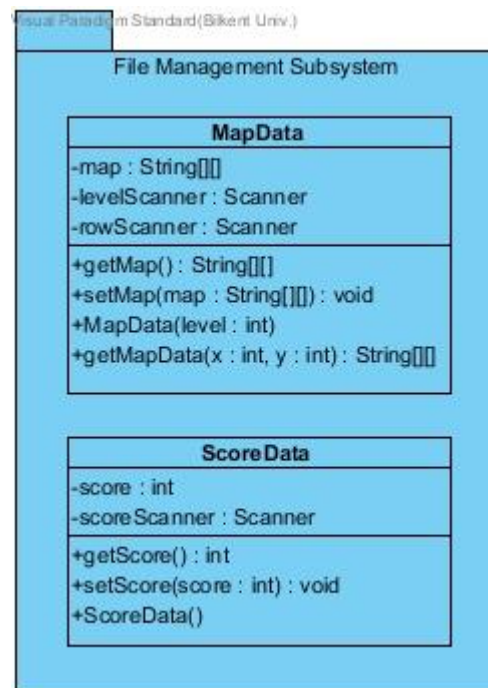 Visual Paradigm Standard(Bilkent Univ.)
File Management Subsystem
MapData
-map : String[][]
-levelScanner : Scanner
-rowScanner : Scanner
+getMap() : String[][]
+setMap(map : String[][]) : void
+MapData(level : int)
+getMapData(x : int, y : int) : String[][]
ScoreData
-score : int
-scoreScanner : Scanner
+getScore() : int
+setScore(score : int) : void
+ScoreData()